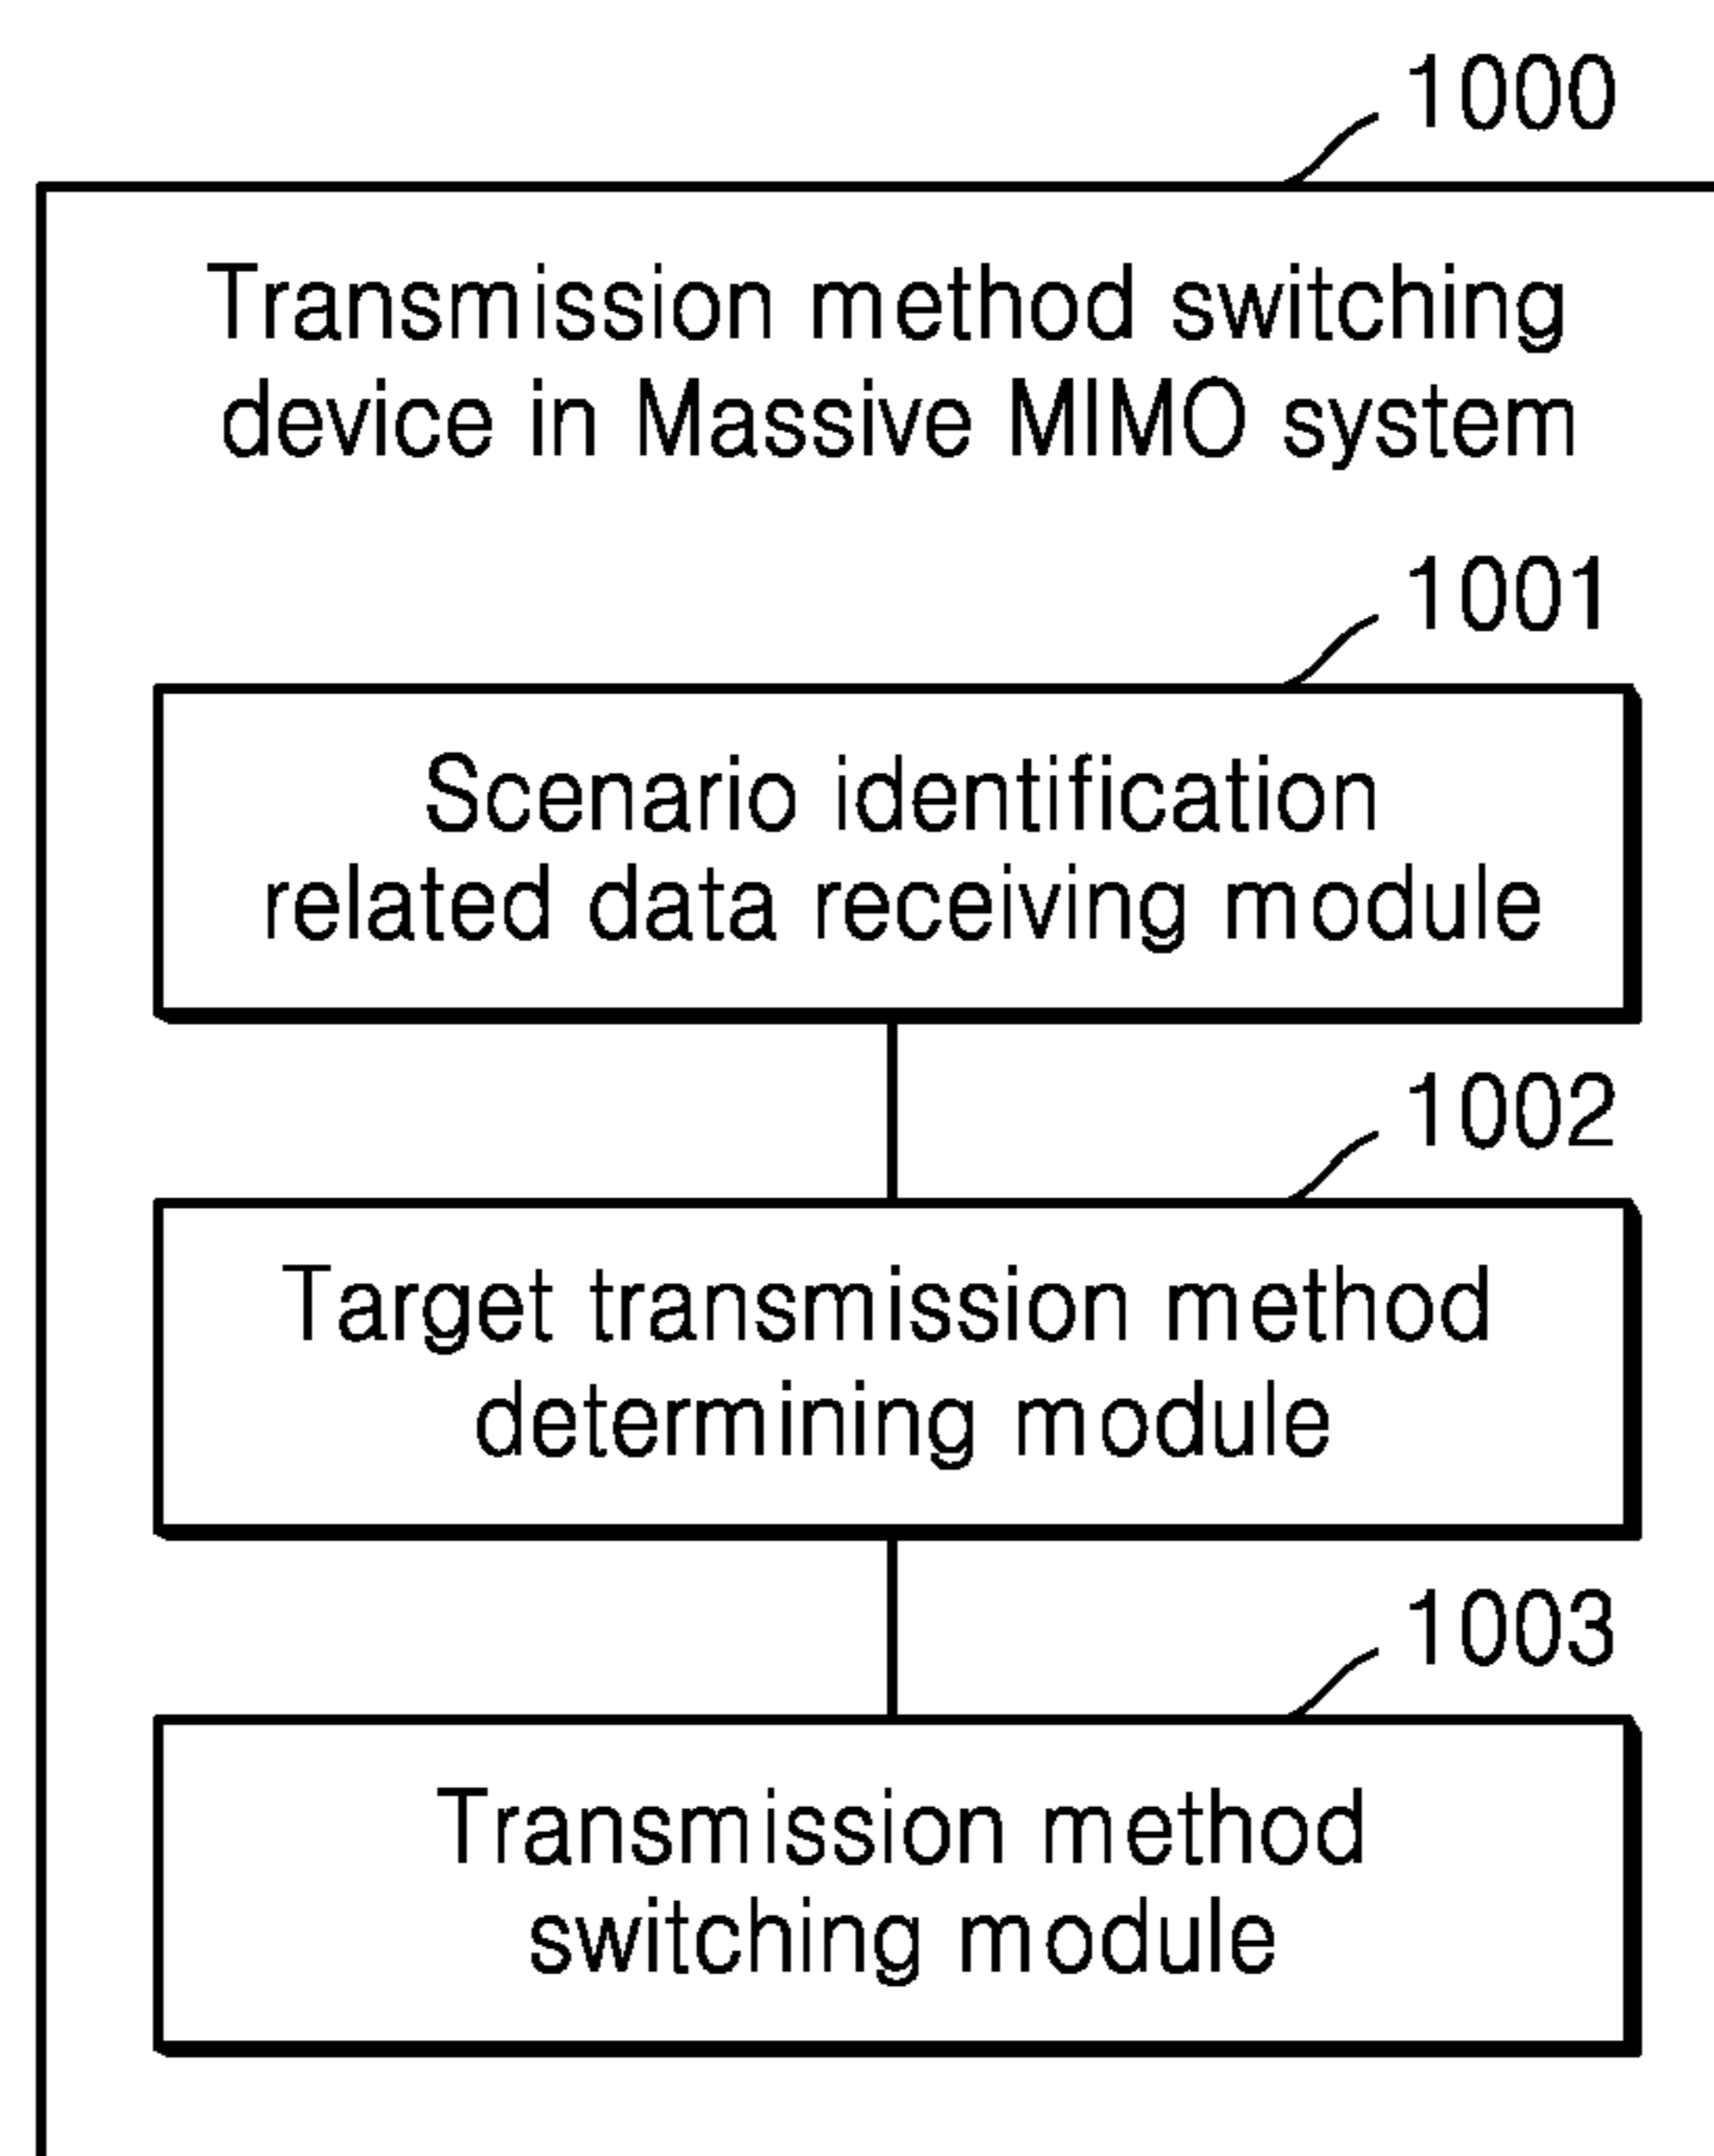 1000
Transmission method switching
device in Massive MIMO system
1001
Scenario identification
related data receiving module
1002
Target transmission method
determining module
1003
Transmission method
switching module